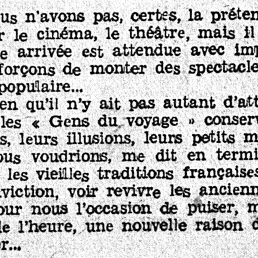 us n'avons pas, certes, la préten
r le cinéma, le théâtre, mais il
e arrivée est attendue avec imp
forçons de monter des spectacle
populaire...
en qu'il n'y ait pas autant d'att
les « Gens du voyage » conserv
s, leurs illusions, leurs petits m
ous voudrions, me dit en termi
les vieilles traditions françaises
viction, voir revivre les ancienn
our nous l'occasion de puiser, m
le l'heure, une nouvelle raison d
r...